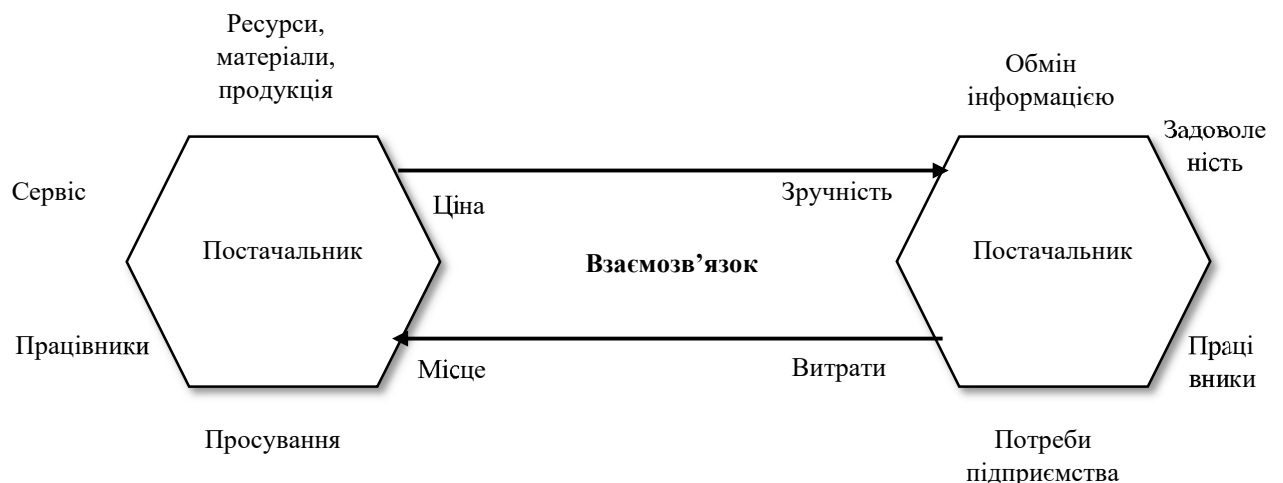 Ресурси,
матеріали,
продукція
Обмін
інформацією
Задоволе
ність
Сервіс
Ціна
Зручність
Постачальник
Взаємозв’язок
Постачальник
Працівники
Місце
Витрати
Праці
вники
Просування
Потреби
підприємства